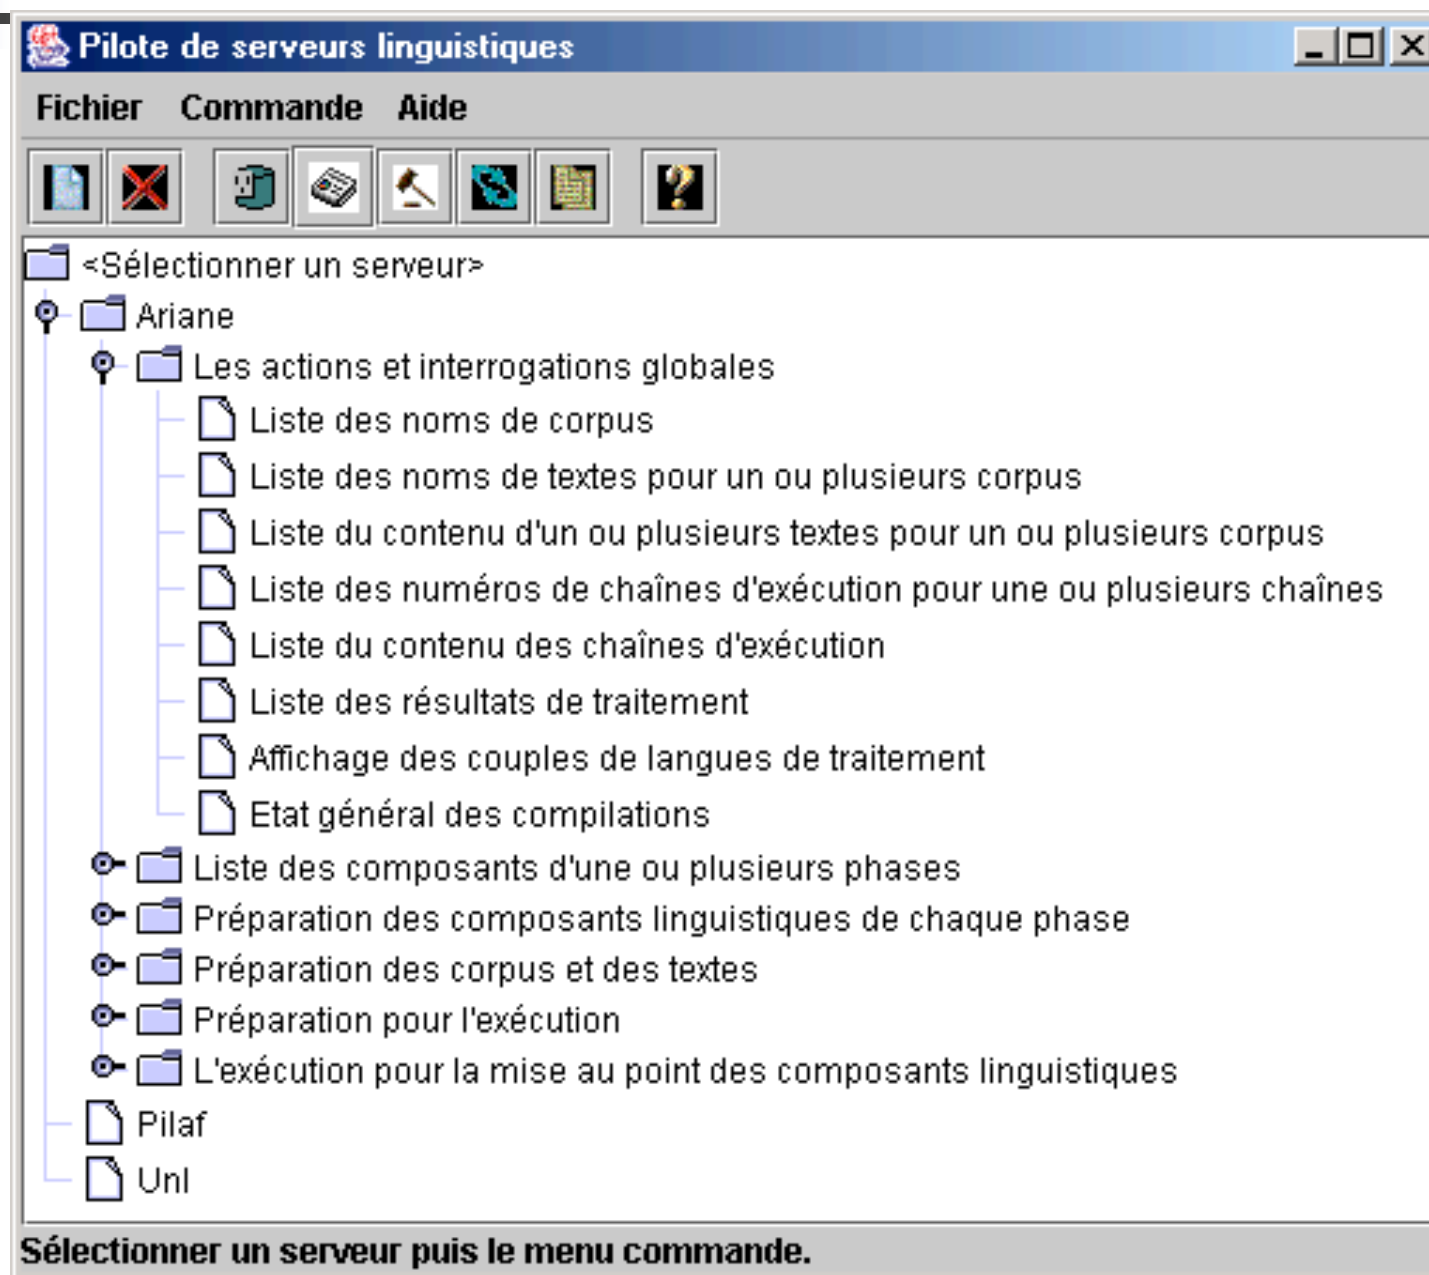 Pilote de serveurs linguistiques
Fichier Commande Aide
<Sélectionner un serveur>
Ariane
Les actions et interrogations globales
Liste des noms de corpus
Liste des noms de textes pour un ou plusieurs corpus
Liste du contenu d'un ou plusieurs textes pour un ou plusieurs corpus
Liste des numéros de chaînes d'exécution pour une ou plusieurs chaînes
Liste du contenu des chaînes d'exécution
Liste des résultats de traitement
Affichage des couples de langues de traitement
Etat général des compilations
Liste des composants d'une ou plusieurs phases
Préparation des composants linguistiques de chaque phase
Préparation des corpus et des textes
Préparation pour l'exécution
L'exécution pour la mise au point des composants linguistiques
Pilaf
Unl
Sélectionner un serveur puis le menu commande.